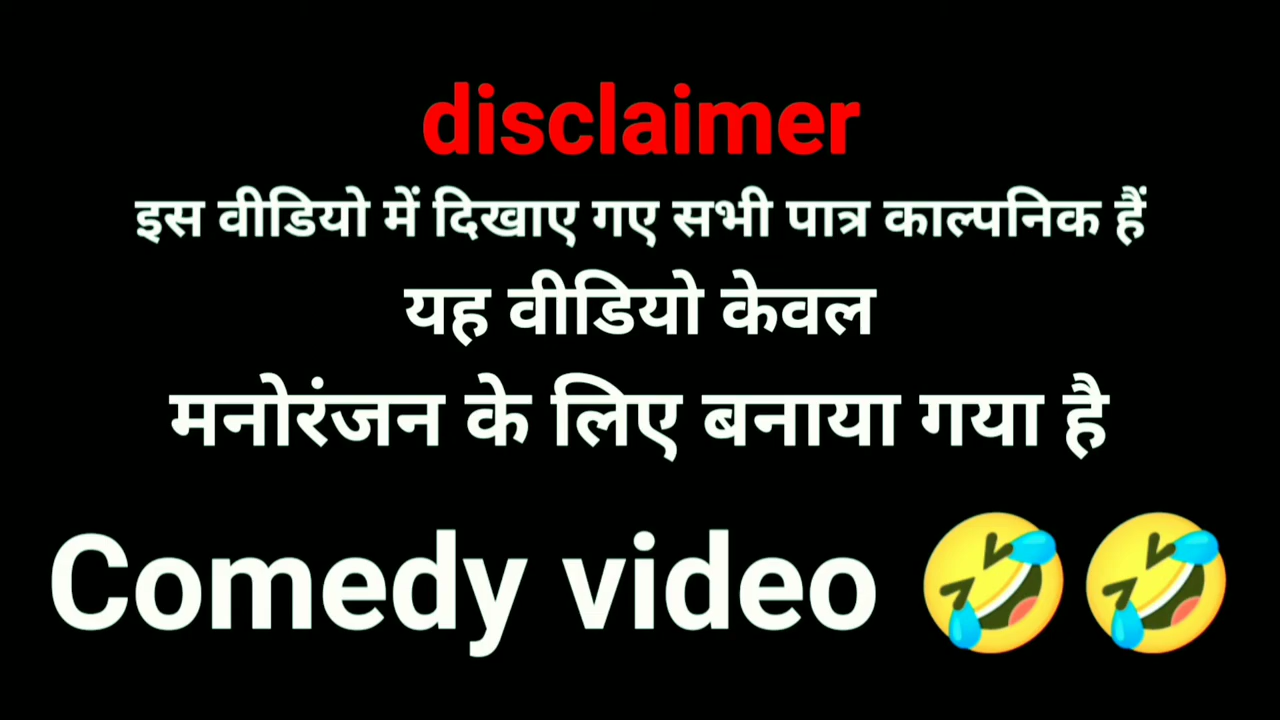 disclaimer
इस वीडियो में दिखाए गए सभी पात्र काल्पनिक हैं
यह वीडियो केवल
मनोरंजन के लिए बनाया गया है
Comedy video 🤣🤣